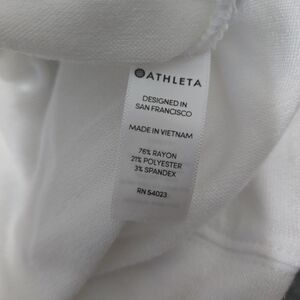 ATHLETA
DESIGNED IN
SAN FRANCISCO
MADE IN VIETNAM
76% RAYON
21% POLYESTER
3% SPANDEX
RN 54023